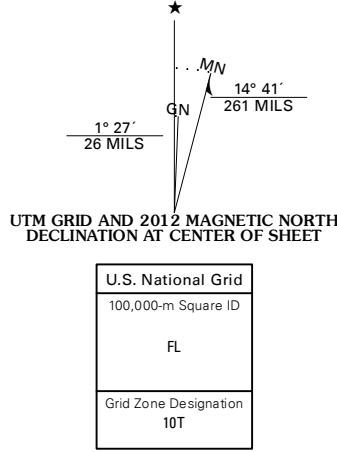 ★
MN
GN
14° 41´
261 MILS
1° 27´
26 MILS
UTM GRID AND 2012 MAGNETIC NORTH
DECLINATION AT CENTER OF SHEET
U.S. National Grid
100,000-m Square ID
FL
Grid Zone Designation
10T